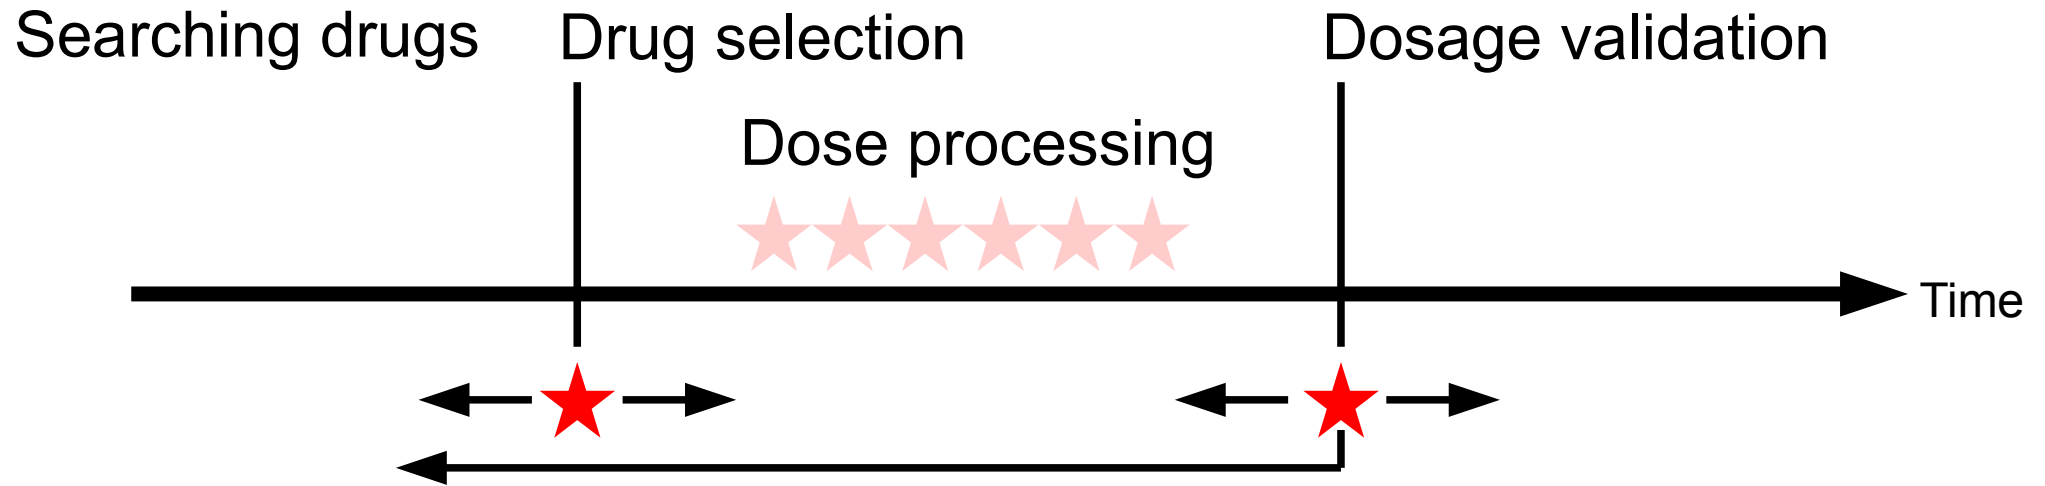 Searching drugs
Drug selection
Dosage validation
Dose processing
Time